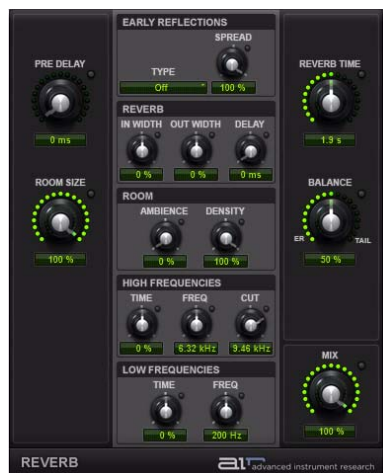 EARLY REFLECTIONS
SPREAD
TYPE
Off
100 %
PRE DELAY
0 ms
REVERB TIME
1.9 s
REVERB
IN WIDTH OUT WIDTH DELAY
0 % 0 % 0 ms
ROOM SIZE
100 %
ROOM
AMBIENCE DENSITY
0 % 100 %
BALANCE
ER TAIL
50 %
HIGH FREQUENCIES
TIME FREQ CUT
0 % 6.32 kHz 9.46 kHz
LOW FREQUENCIES
TIME FREQ
0 % 200 Hz
MIX
100 %
REVERB
a.i.r advanced instrument research